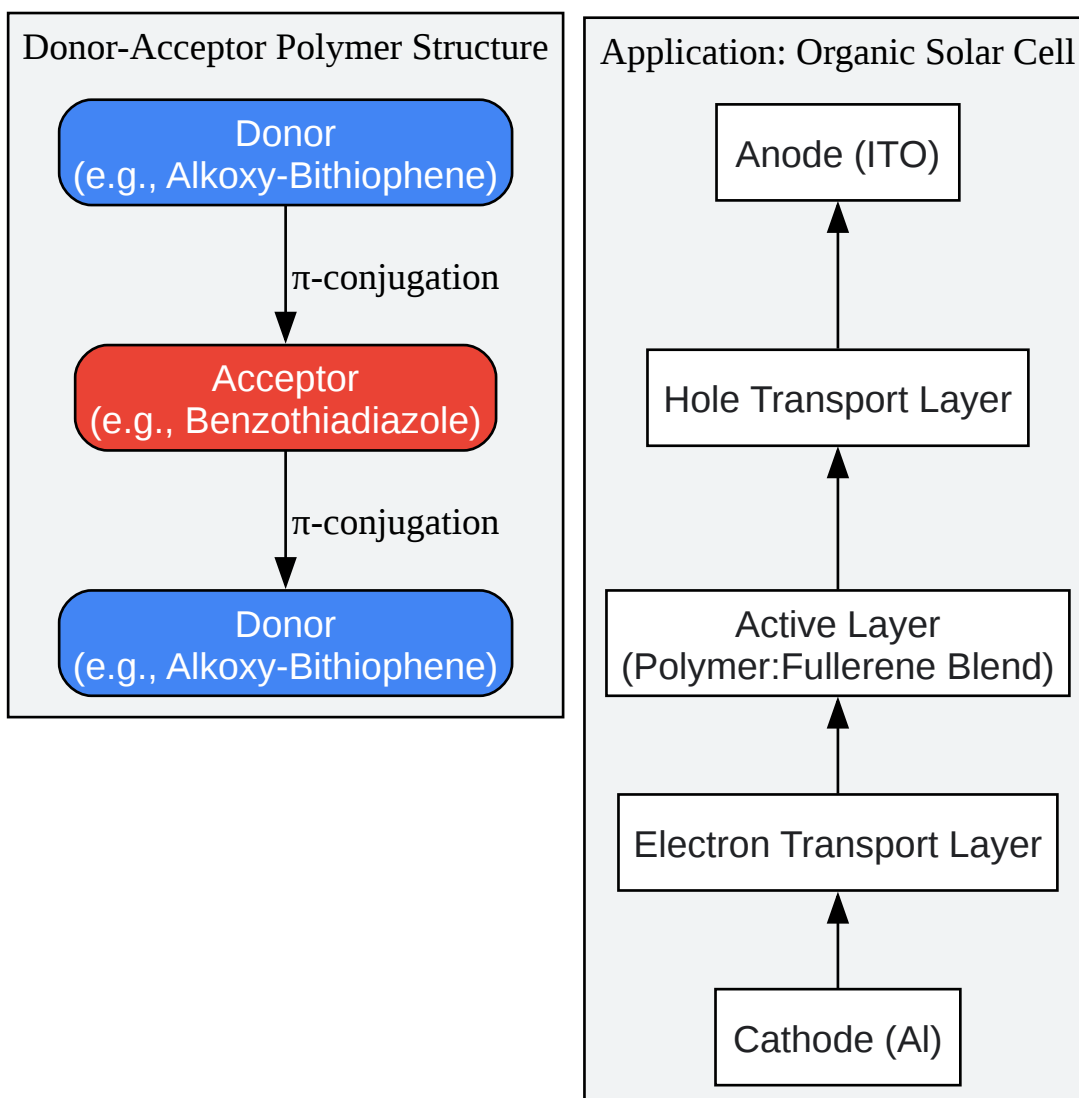 Donor-Acceptor Polymer Structure
Donor
(e.g., Alkoxy-Bithiophene)
π-conjugation
Acceptor
(e.g., Benzothiadiazole)
π-conjugation
Donor
(e.g., Alkoxy-Bithiophene)
Application: Organic Solar Cell
Anode (ITO)
Hole Transport Layer
Active Layer
(Polymer:Fullerene Blend)
Electron Transport Layer
Cathode (Al)